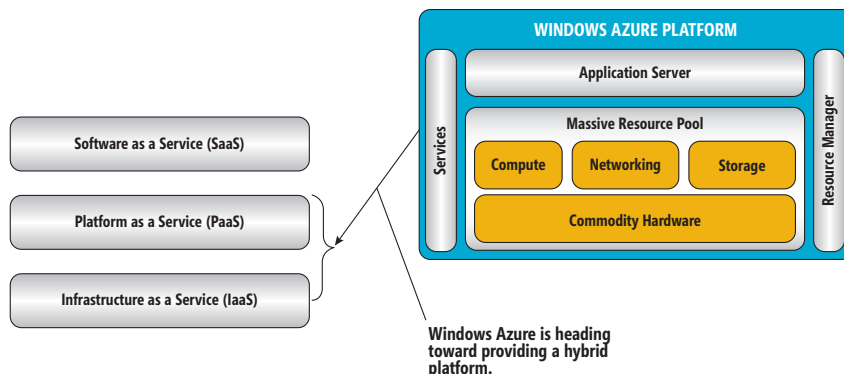 WINDOWS AZURE PLATFORM
Services
Application Server
Massive Resource Pool
Compute
Networking
Storage
Commodity Hardware
Resource Manager
Software as a Service (SaaS)
Platform as a Service (PaaS)
Infrastructure as a Service (IaaS)
Windows Azure is heading
toward providing a hybrid
platform.